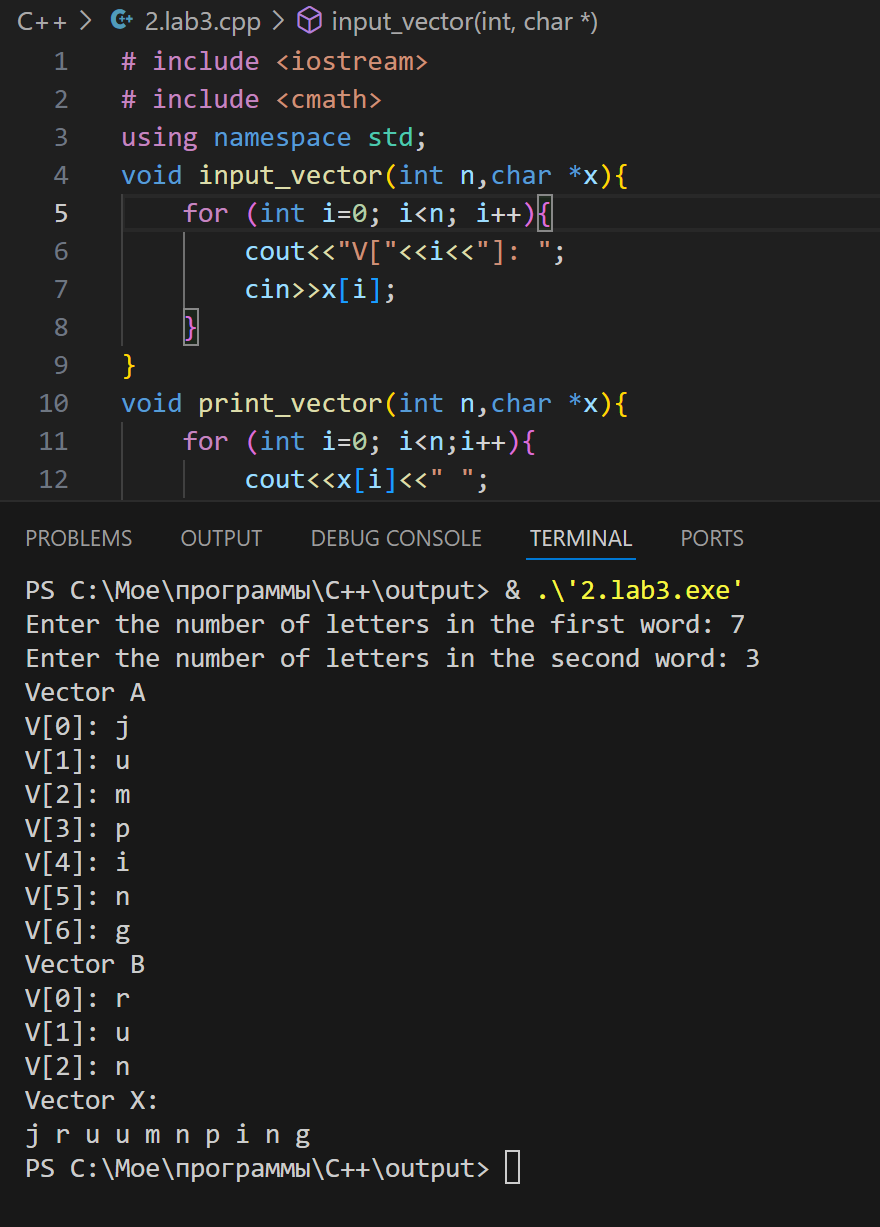 C++ > 2.lab3.cpp > input_vector(int, char *)
1 # include <iostream>
2 # include <cmath>
3 using namespace std;
4 void input_vector(int n,char *x){
5     for (int i=0; i<n; i++){
6         cout<<"V["<<i<<"]: ";
7         cin>>x[i];
8     }
9 }
10 void print_vector(int n,char *x){
11     for (int i=0; i<n;i++){
12         cout<<x[i]<<" ";
PROBLEMS OUTPUT DEBUG CONSOLE TERMINAL PORTS
PS C:\Мое\программы\C++\output> & .\'2.lab3.exe'
Enter the number of letters in the first word: 7
Enter the number of letters in the second word: 3
Vector A
V[0]: j
V[1]: u
V[2]: m
V[3]: p
V[4]: i
V[5]: n
V[6]: g
Vector B
V[0]: r
V[1]: u
V[2]: n
Vector X:
j r u u m n p i n g
PS C:\Мое\программы\C++\output>